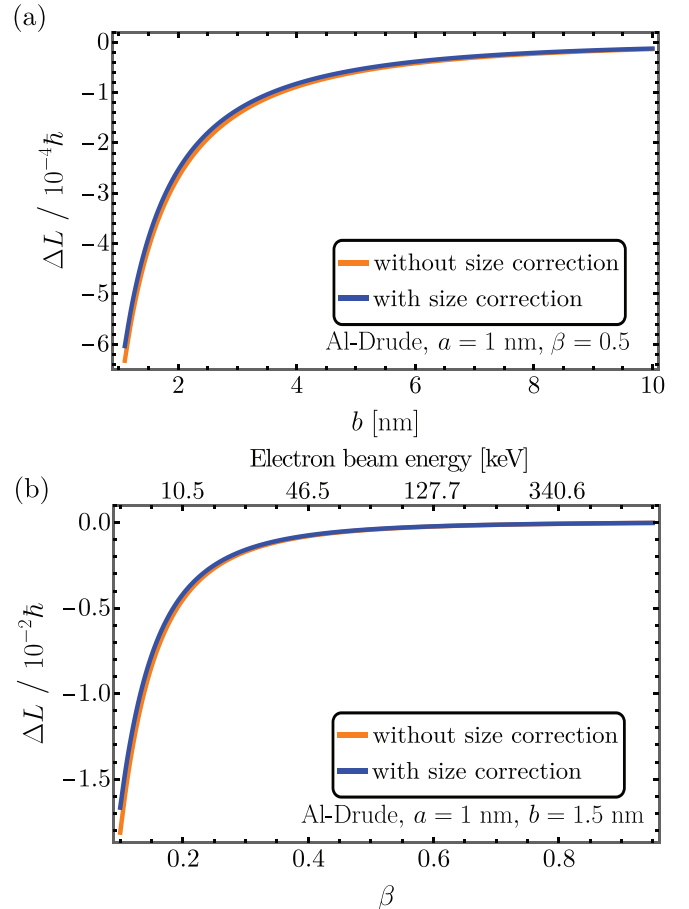 (a)
0
−1
−2
−3
−4
−5
−6
ΔL / 10⁻⁴ℏ
without size correction
with size correction
Al-Drude, a = 1 nm, β = 0.5
2 4 6 8 10
b [nm]
Electron beam energy [keV]
(b)
10.5 46.5 127.7 340.6
0.0
−0.5
−1.0
−1.5
ΔL / 10⁻²ℏ
without size correction
with size correction
Al-Drude, a = 1 nm, b = 1.5 nm
0.2 0.4 0.6 0.8
β